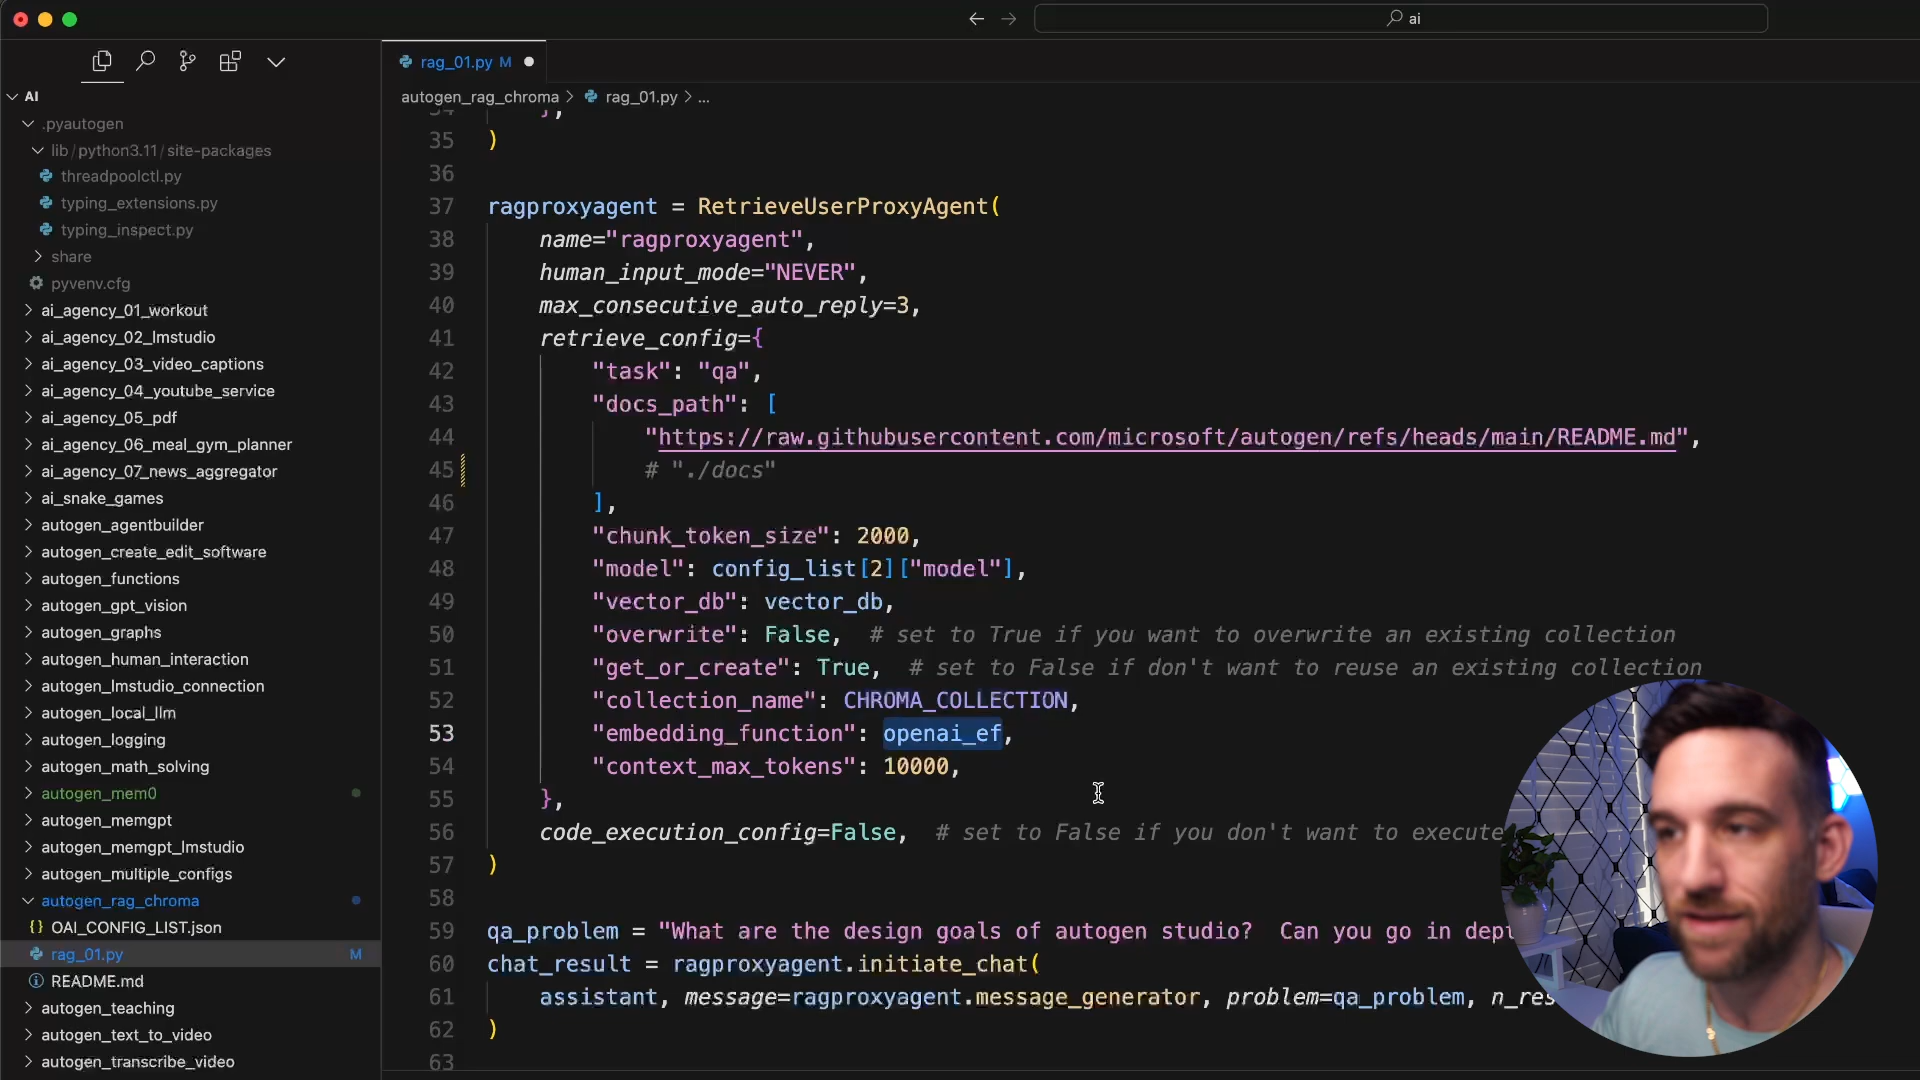 ai
rag_01.py M
AI
autogen_rag_chroma > rag_01.py > ...
.pyautogen
lib/python3.11/site-packages
threadpoolctl.py
typing_extensions.py
typing_inspect.py
share
pyvenv.cfg
ai_agency_01_workout
ai_agency_02_lmstudio
ai_agency_03_video_captions
ai_agency_04_youtube_service
ai_agency_05_pdf
ai_agency_06_meal_gym_planner
ai_agency_07_news_aggregator
ai_snake_games
autogen_agentbuilder
autogen_create_edit_software
autogen_functions
autogen_gpt_vision
autogen_graphs
autogen_human_interaction
autogen_lmstudio_connection
autogen_local_llm
autogen_logging
autogen_math_solving
autogen_mem0
autogen_memgpt
autogen_memgpt_lmstudio
autogen_multiple_configs
autogen_rag_chroma
{} OAI_CONFIG_LIST.json
rag_01.py M
README.md
autogen_teaching
autogen_text_to_video
autogen_transcribe_video
34 },
35 )
36
37 ragproxyagent = RetrieveUserProxyAgent(
38 name="ragproxyagent",
39 human_input_mode="NEVER",
40 max_consecutive_auto_reply=3,
41 retrieve_config={
42 "task": "qa",
43 "docs_path": [
44 "https://raw.githubusercontent.com/microsoft/autogen/refs/heads/main/README.md",
45 # "./docs"
46 ],
47 "chunk_token_size": 2000,
48 "model": config_list[2]["model"],
49 "vector_db": vector_db,
50 "overwrite": False, # set to True if you want to overwrite an existing collection
51 "get_or_create": True, # set to False if don't want to reuse an existing collection
52 "collection_name": CHROMA_COLLECTION,
53 "embedding_function": openai_ef,
54 "context_max_tokens": 10000,
55 },
56 code_execution_config=False, # set to False if you don't want to execute
57 )
58
59 qa_problem = "What are the design goals of autogen studio? Can you go in dept
60 chat_result = ragproxyagent.initiate_chat(
61 assistant, message=ragproxyagent.message_generator, problem=qa_problem, n_res
62 )
63